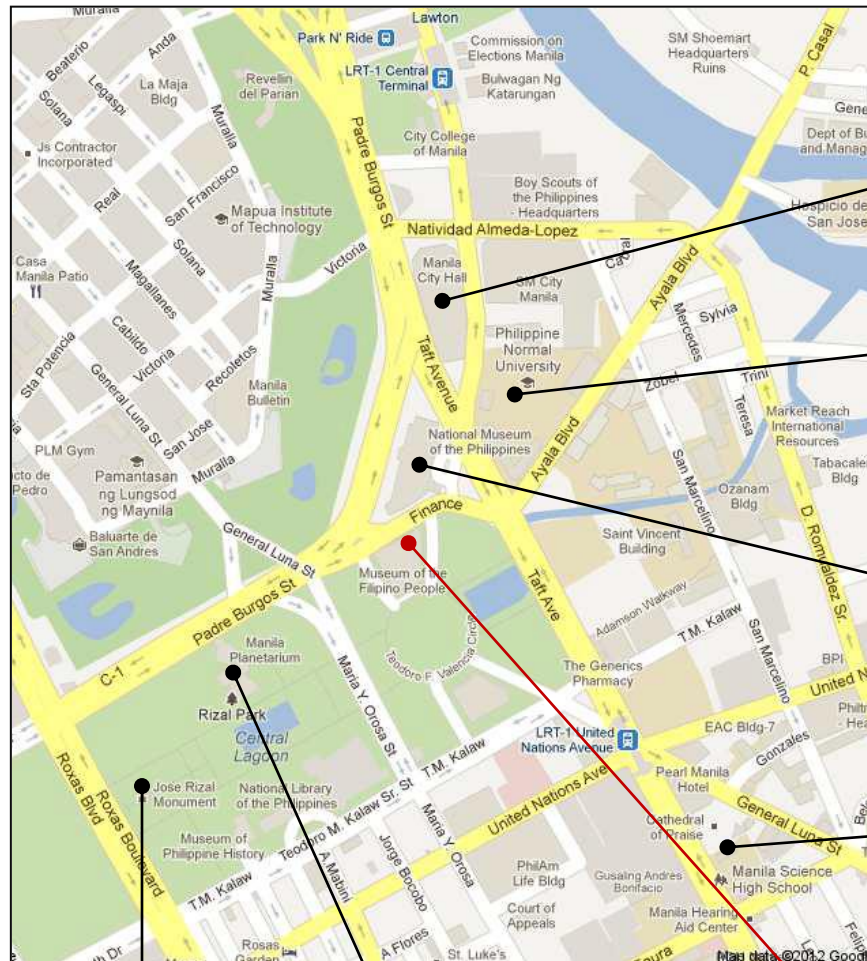 Muralla
Lawton
Park N' Ride
Commission on
Elections Manila
SM Shoemart
Headquarters
Ruins
P. Casal
Beaterio
Anda
Legaspi
Solana
La Maja
Bldg
Revellin
del Parian
LRT-1 Central
Terminal
Bulwagan Ng
Katarungan
Muralla
Padre Burgos St
City College
of Manila
Js Contractor
Incorporated
Real
San Francisco
Boy Scouts of
the Philippines
- Headquarters
Hospicio de
San Jose
Mapua Institute
of Technology
Natividad Almeda-Lopez
Solana
Victoria
Casa
Manila Patio
Magallanes
Muralla
Manila
City Hall
SM City
Manila
Cabral
Ayala Blvd
Mercedes
Sylvia
Cabildo
Sta Potencia
Victoria
Recoletos
Taft Avenue
Philippine
Normal
University
Zobel
Trini
Teresa
General Luna St
Manila
Bulletin
Market Reach
International
Resources
San Jose
PLM Gym
Muralla
National Museum
of the Philippines
Ayala Blvd
San Marcelino
Pamantasan
ng Lungsod
ng Maynila
cto de
Pedro
Tabacale
Bldg
Ozanam
Bldg
Finance
Baluarte de
San Andres
General Luna St
Saint Vincent
Building
D. Romualdez Sr.
Museum of the
Filipino People
Taft Ave
Padre Burgos St
Adamson Walkway
T.M. Kalaw
San Marcelino
Teodoro F. Valencia Circle
C-1
Manila
Planetarium
Maria Y. Orosa St
The Generics
Pharmacy
BPI
United N
Rizal Park
Central
Lagoon
LRT-1 United
Nations Avenue
EAC Bldg-7
Gonzales
Roxas Blvd
Roxas Boulevard
T.M. Kalaw
Jose Rizal
Monument
National Library
of the Philippines
Pearl Manila
Hotel
United Nations Ave
General Luna St
Museum of
Philippine History
Teodoro M. Kalaw Sr. St
Maria Y. Orosa
Cathedral
of Praise
T.M. Kalaw
A.Mabini
Jorge Bocobo
PhilAm
Life Bldg
Gusaling Andres
Bonifacio
Manila Science
High School
Court of
Appeals
Manila Hearing
Aid Center
Rosas
Garden
A Flores
St. Luke's
Map data ©2012 Goog